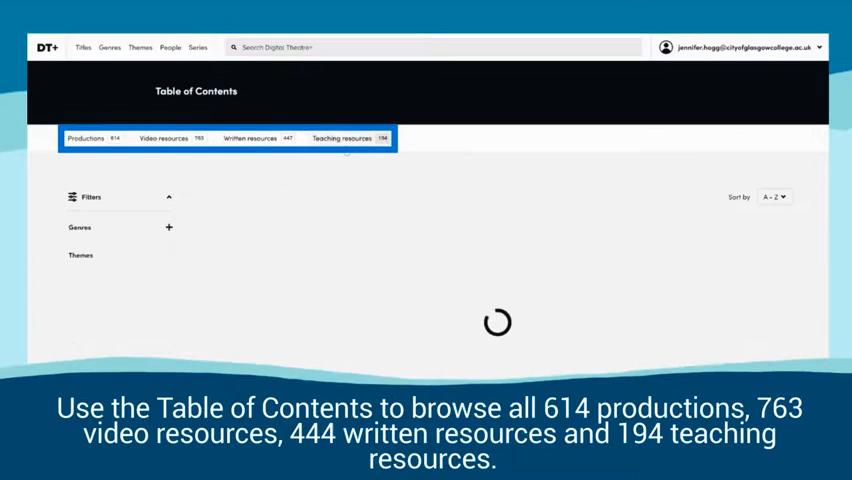 DT+ Titles Genres Themes People Series Search Digital Theatre+ jennifer.hogg@cityofglasgowcollege.ac.uk
Table of Contents
Productions 614 Video resources 763 Written resources 447 Teaching resources 194
Filters Sort by A - Z
Genres +
Themes
Use the Table of Contents to browse all 614 productions, 763
video resources, 444 written resources and 194 teaching
resources.